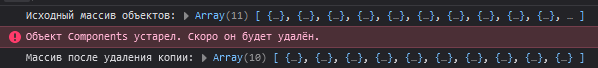 Исходный массив объектов: ▶ Array(11) [ {…}, {…}, {…}, {…}, {…}, {…}, {…}, {…}, {…}, {…}, … ]
Объект Components устарел. Скоро он будет удалён.
Массив после удаления копии: ▶ Array(10) [ {…}, {…}, {…}, {…}, {…}, {…}, {…}, {…}, {…}, {…} ]